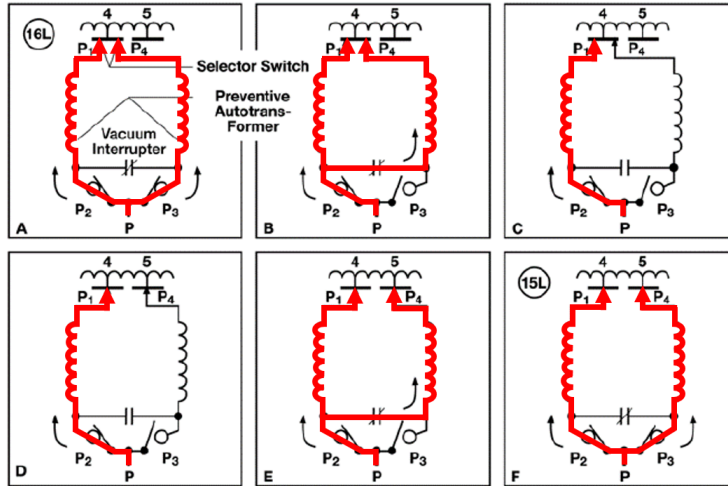 16L
4 5
P1 P4
Selector Switch
Preventive
Autotrans-
Former
Vacuum
Interrupter
P2 P3
P
A
4 5
P1 P4
P2 P3
P
B
4 5
P1 P4
P2 P3
P
C
4 5
P1 P4
P2 P3
P
D
4 5
P1 P4
P2 P3
P
E
15L
4 5
P1 P4
P2 P3
P
F